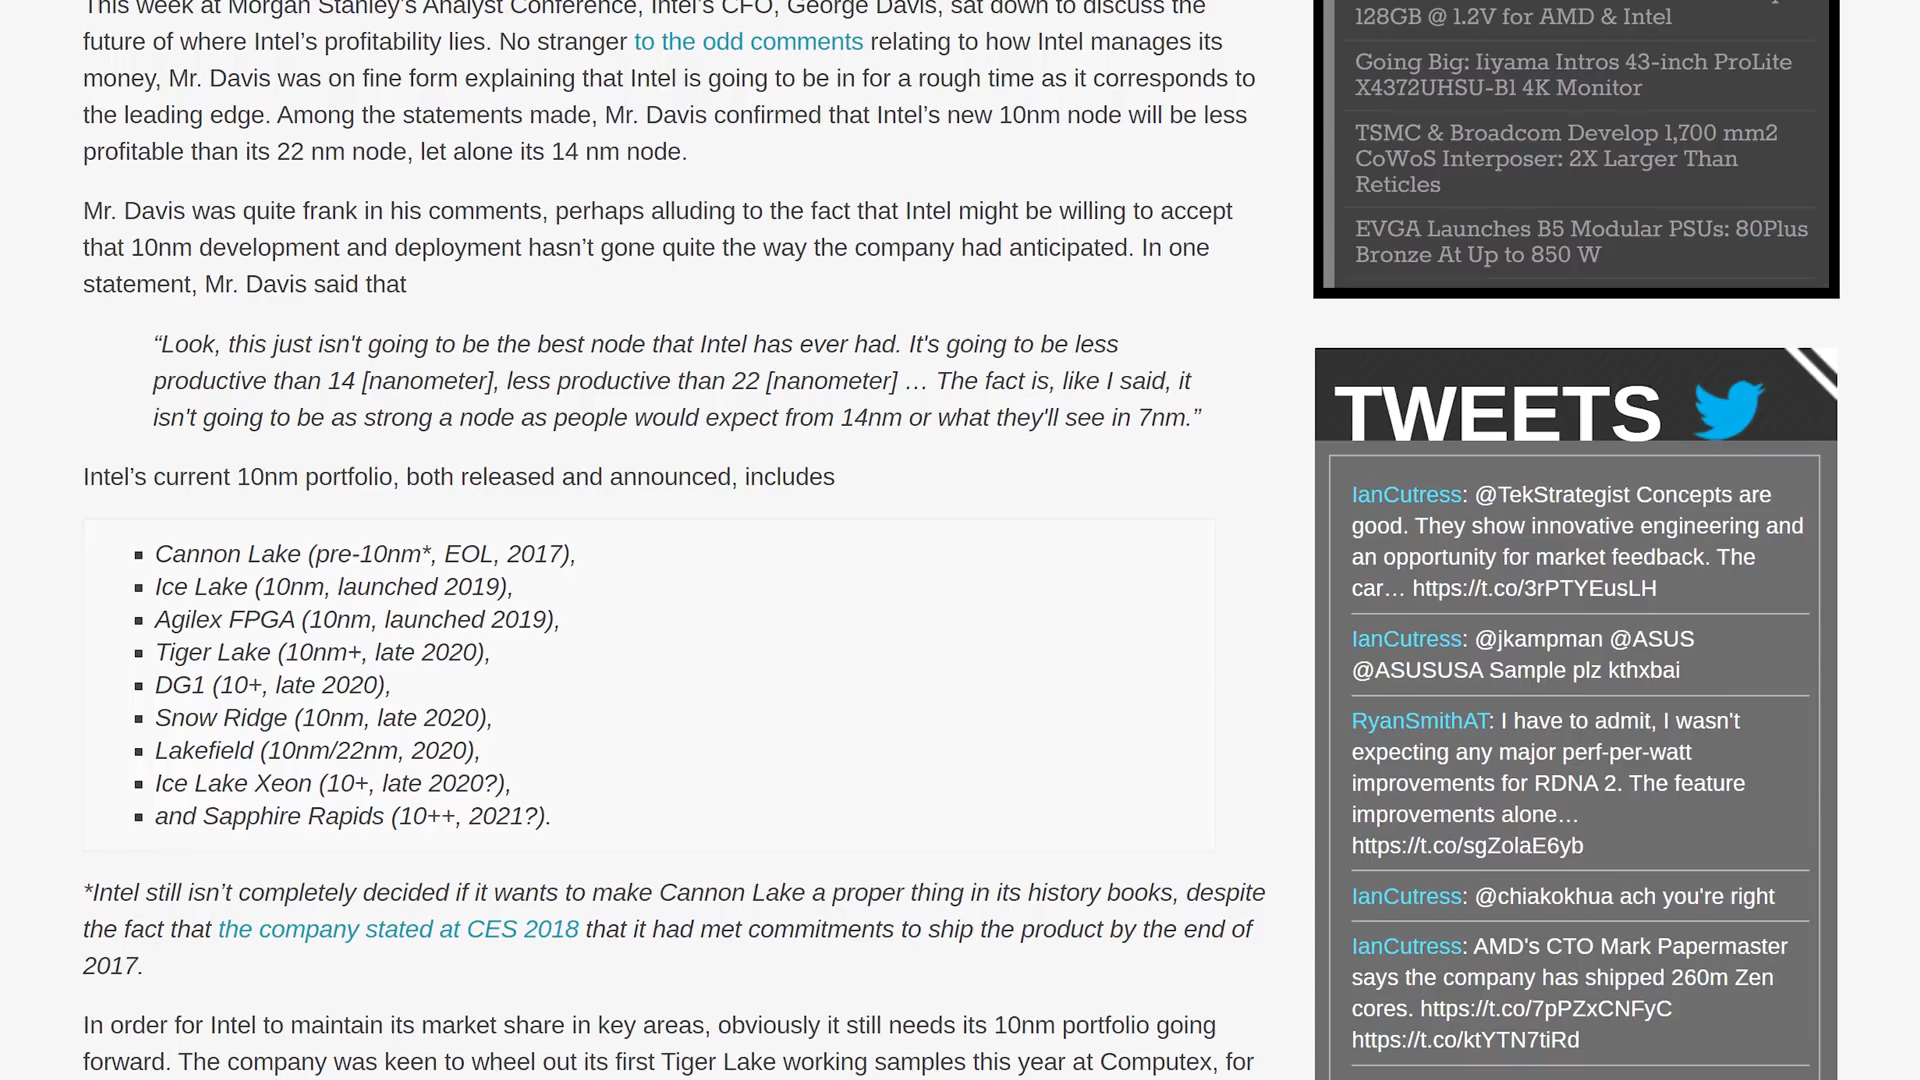 This week at Morgan Stanley's Analyst Conference, Intel's CFO, George Davis, sat down to discuss the
future of where Intel’s profitability lies. No stranger to the odd comments relating to how Intel manages its
money, Mr. Davis was on fine form explaining that Intel is going to be in for a rough time as it corresponds to
the leading edge. Among the statements made, Mr. Davis confirmed that Intel’s new 10nm node will be less
profitable than its 22 nm node, let alone its 14 nm node.
Mr. Davis was quite frank in his comments, perhaps alluding to the fact that Intel might be willing to accept
that 10nm development and deployment hasn’t gone quite the way the company had anticipated. In one
statement, Mr. Davis said that
“Look, this just isn't going to be the best node that Intel has ever had. It's going to be less
productive than 14 [nanometer], less productive than 22 [nanometer] … The fact is, like I said, it
isn't going to be as strong a node as people would expect from 14nm or what they'll see in 7nm.”
Intel’s current 10nm portfolio, both released and announced, includes
▪ Cannon Lake (pre-10nm*, EOL, 2017),
▪ Ice Lake (10nm, launched 2019),
▪ Agilex FPGA (10nm, launched 2019),
▪ Tiger Lake (10nm+, late 2020),
▪ DG1 (10+, late 2020),
▪ Snow Ridge (10nm, late 2020),
▪ Lakefield (10nm/22nm, 2020),
▪ Ice Lake Xeon (10+, late 2020?),
▪ and Sapphire Rapids (10++, 2021?).
*Intel still isn’t completely decided if it wants to make Cannon Lake a proper thing in its history books, despite
the fact that the company stated at CES 2018 that it had met commitments to ship the product by the end of
2017.
In order for Intel to maintain its market share in key areas, obviously it still needs its 10nm portfolio going
forward. The company was keen to wheel out its first Tiger Lake working samples this year at Computex, for
128GB @ 1.2V for AMD & Intel
Going Big: Iiyama Intros 43-inch ProLite
X4372UHSU-B1 4K Monitor
TSMC & Broadcom Develop 1,700 mm2
CoWoS Interposer: 2X Larger Than
Reticles
EVGA Launches B5 Modular PSUs: 80Plus
Bronze At Up to 850 W
TWEETS
IanCutress: @TekStrategist Concepts are
good. They show innovative engineering and
an opportunity for market feedback. The
car… https://t.co/3rPTYEusLH
IanCutress: @jkampman @ASUS
@ASUSUSA Sample plz kthxbai
RyanSmithAT: I have to admit, I wasn't
expecting any major perf-per-watt
improvements for RDNA 2. The feature
improvements alone…
https://t.co/sgZolaE6yb
IanCutress: @chiakokhua ach you're right
IanCutress: AMD's CTO Mark Papermaster
says the company has shipped 260m Zen
cores. https://t.co/7pPZxCNFyC
https://t.co/ktYTN7tiRd